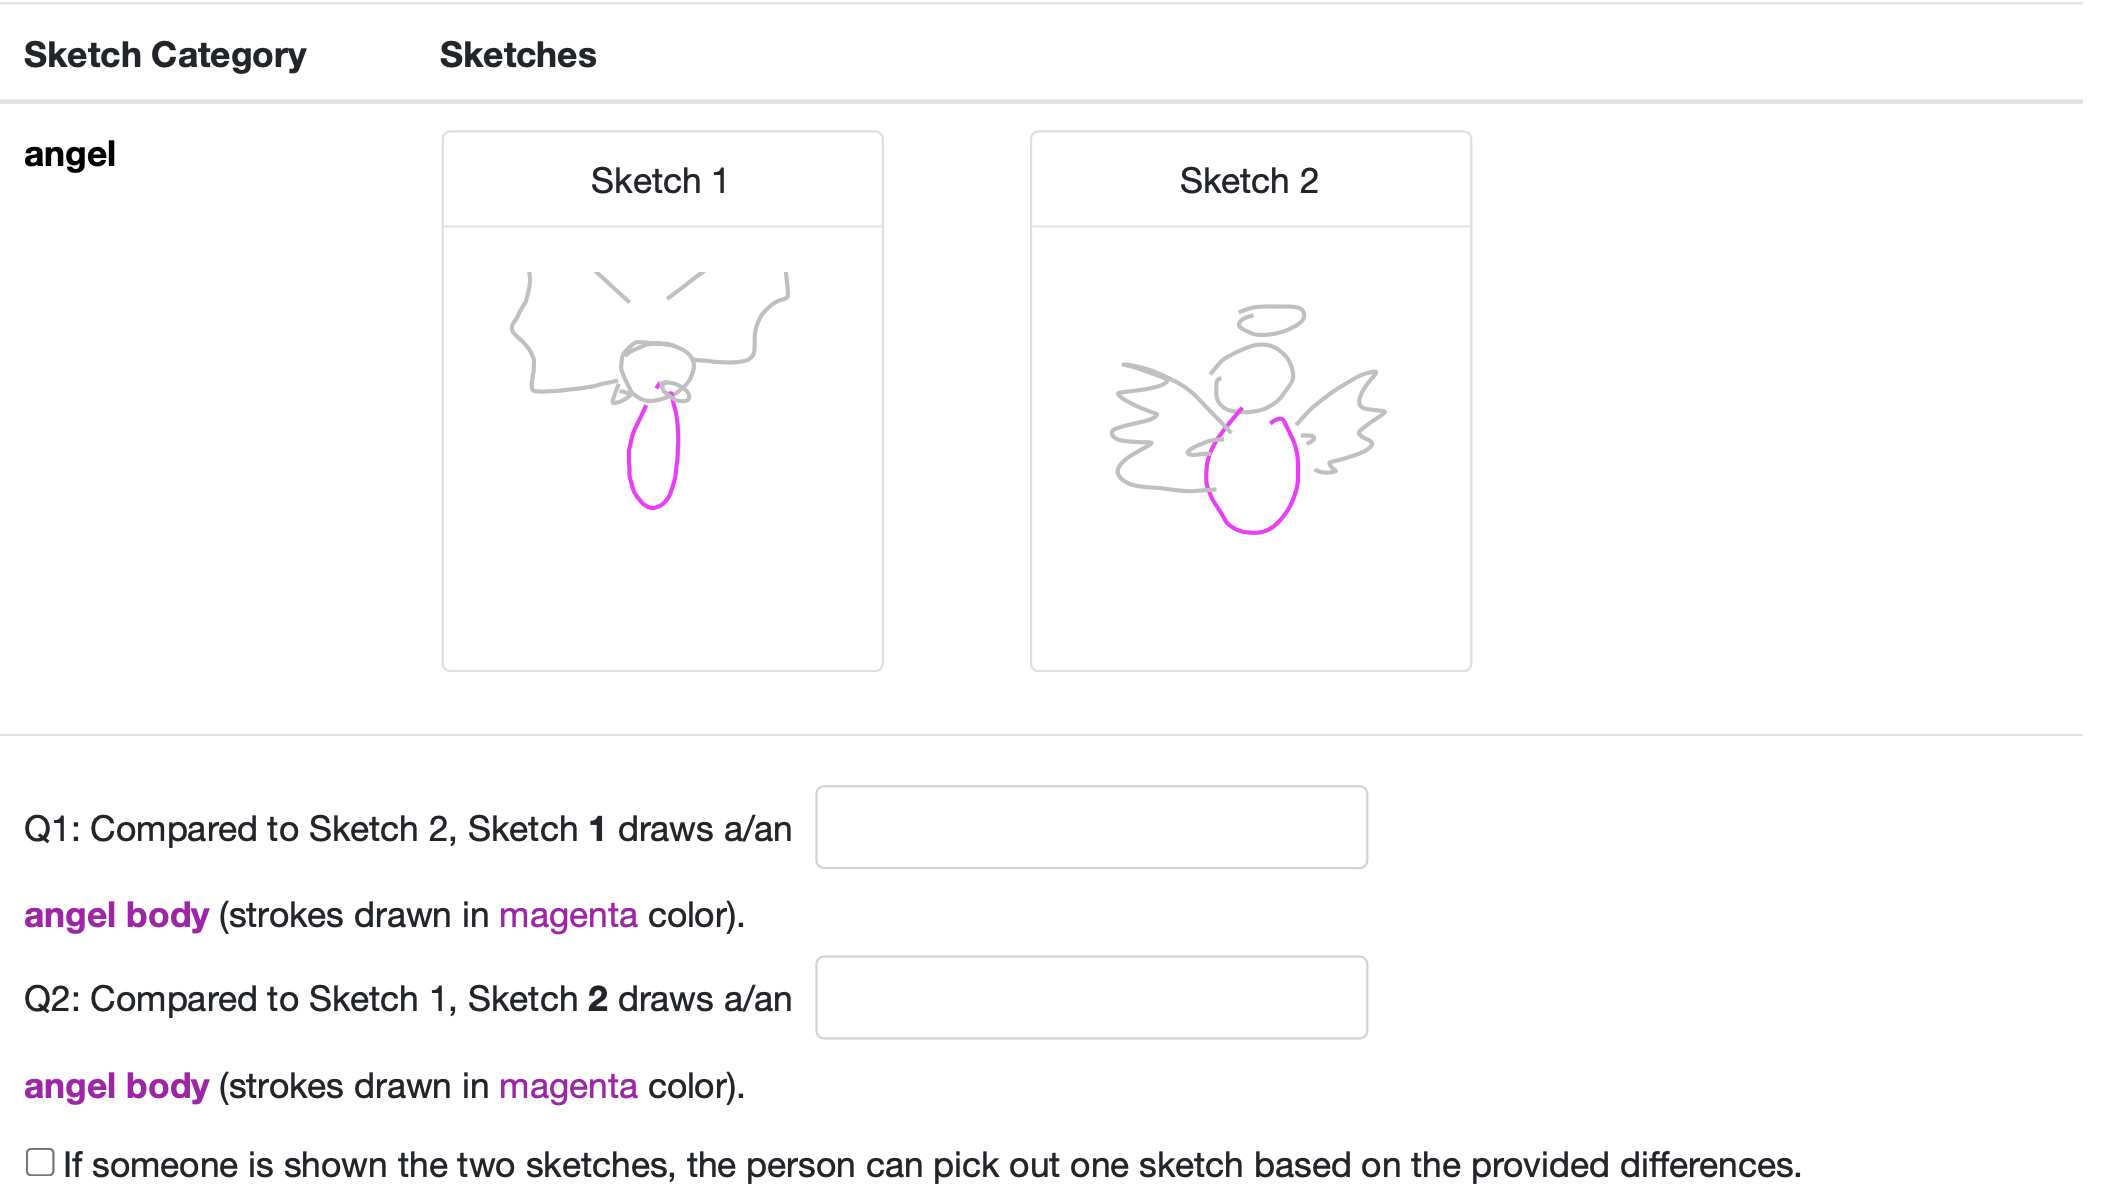 Sketch Category Sketches
angel
Sketch 1 Sketch 2
Q1: Compared to Sketch 2, Sketch 1 draws a/an
angel body (strokes drawn in magenta color).
Q2: Compared to Sketch 1, Sketch 2 draws a/an
angel body (strokes drawn in magenta color).
If someone is shown the two sketches, the person can pick out one sketch based on the provided differences.